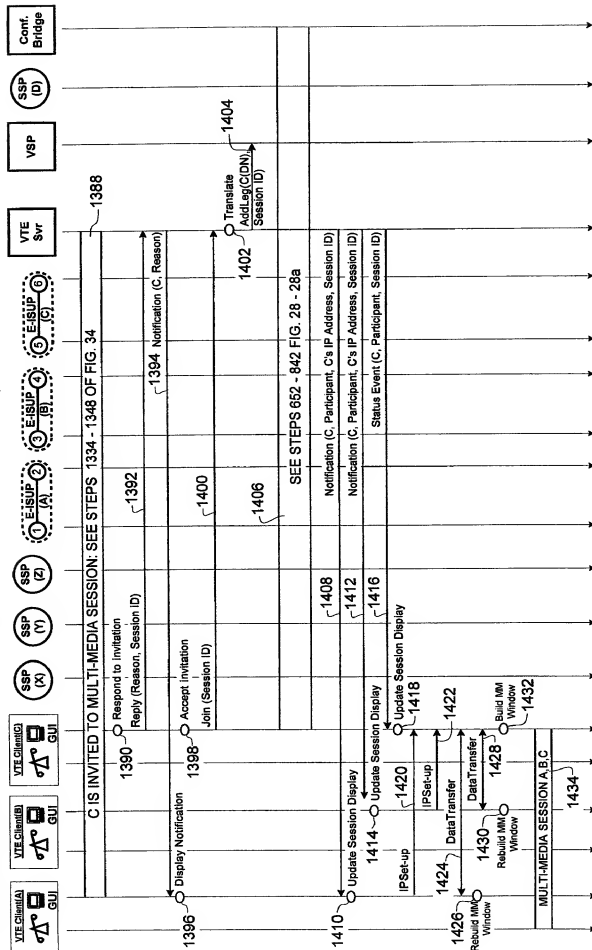 VTE Client(A)
GUI
VTE Client(B)
GUI
VTE Client(C)
GUI
SSP
(X)
SSP
(Y)
SSP
(Z)
1
E-ISUP
(A)
2
3
E-ISUP
(B)
4
5
E-ISUP
(C)
6
VTE
Svr
VSP
SSP
(D)
Conf.
Bridge
C IS INVITED TO MULTI-MEDIA SESSION: SEE STEPS 1334 - 1348 OF FIG. 34
1388
Respond to Invitation
1390
Reply (Reason, Session ID)
1392
1394
Notification (C, Reason)
Display Notification
1396
Accept Invitation
1398
Join (Session ID)
1400
Translate
1402
AddLeg(C(DN),
Session ID)
1404
1406
SEE STEPS 652 - 842 FIG. 28 - 28a
1408
Notification (C, Participant, C's IP Address, Session ID)
Update Session Display
1410
1412
Notification (C, Participant, C's IP Address, Session ID)
Update Session Display
1414
1416
Status Event (C, Participant, Session ID)
Update Session Display
1418
IPSet-up
1420
IPSet-up
1422
1424
DataTransfer
DataTransfer
1428
1426
Rebuild MM
Window
1430
Rebuild MM
Window
Build MM
Window
1432
MULTI-MEDIA SESSION A,B,C
1434